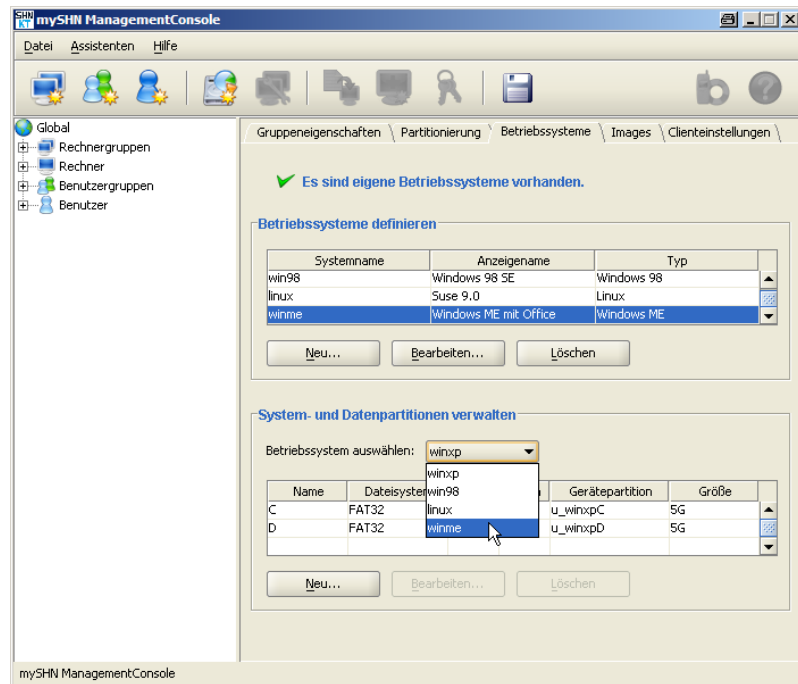 SHN KT mySHN ManagementConsole
Datei Assistenten Hilfe
Global
Rechnergruppen
Rechner
Benutzergruppen
Benutzer
Gruppeneigenschaften \ Partitionierung \ Betriebssysteme \ Images \ Clienteinstellungen \
Es sind eigene Betriebssysteme vorhanden.
Betriebssysteme definieren
Systemname Anzeigename Typ
win98 Windows 98 SE Windows 98
linux Suse 9.0 Linux
winme Windows ME mit Office Windows ME
Neu... Bearbeiten... Löschen
System- und Datenpartitionen verwalten
Betriebssystem auswählen: winxp
winxp
win98
linux
winme
Name Dateisystem Gerätepartition Größe
C FAT32 u_winxpC 5G
D FAT32 u_winxpD 5G
Neu... Bearbeiten... Löschen
mySHN ManagementConsole